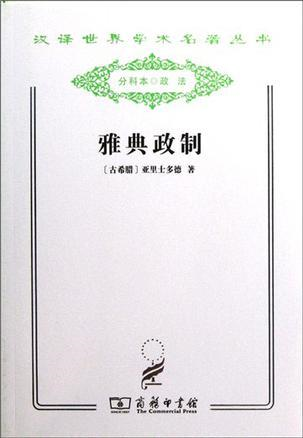 汉译世界学术名著丛书
分科本○政法
雅典政制
〔古希腊〕亚里士多德 著
商务印书馆
The Commercial Press